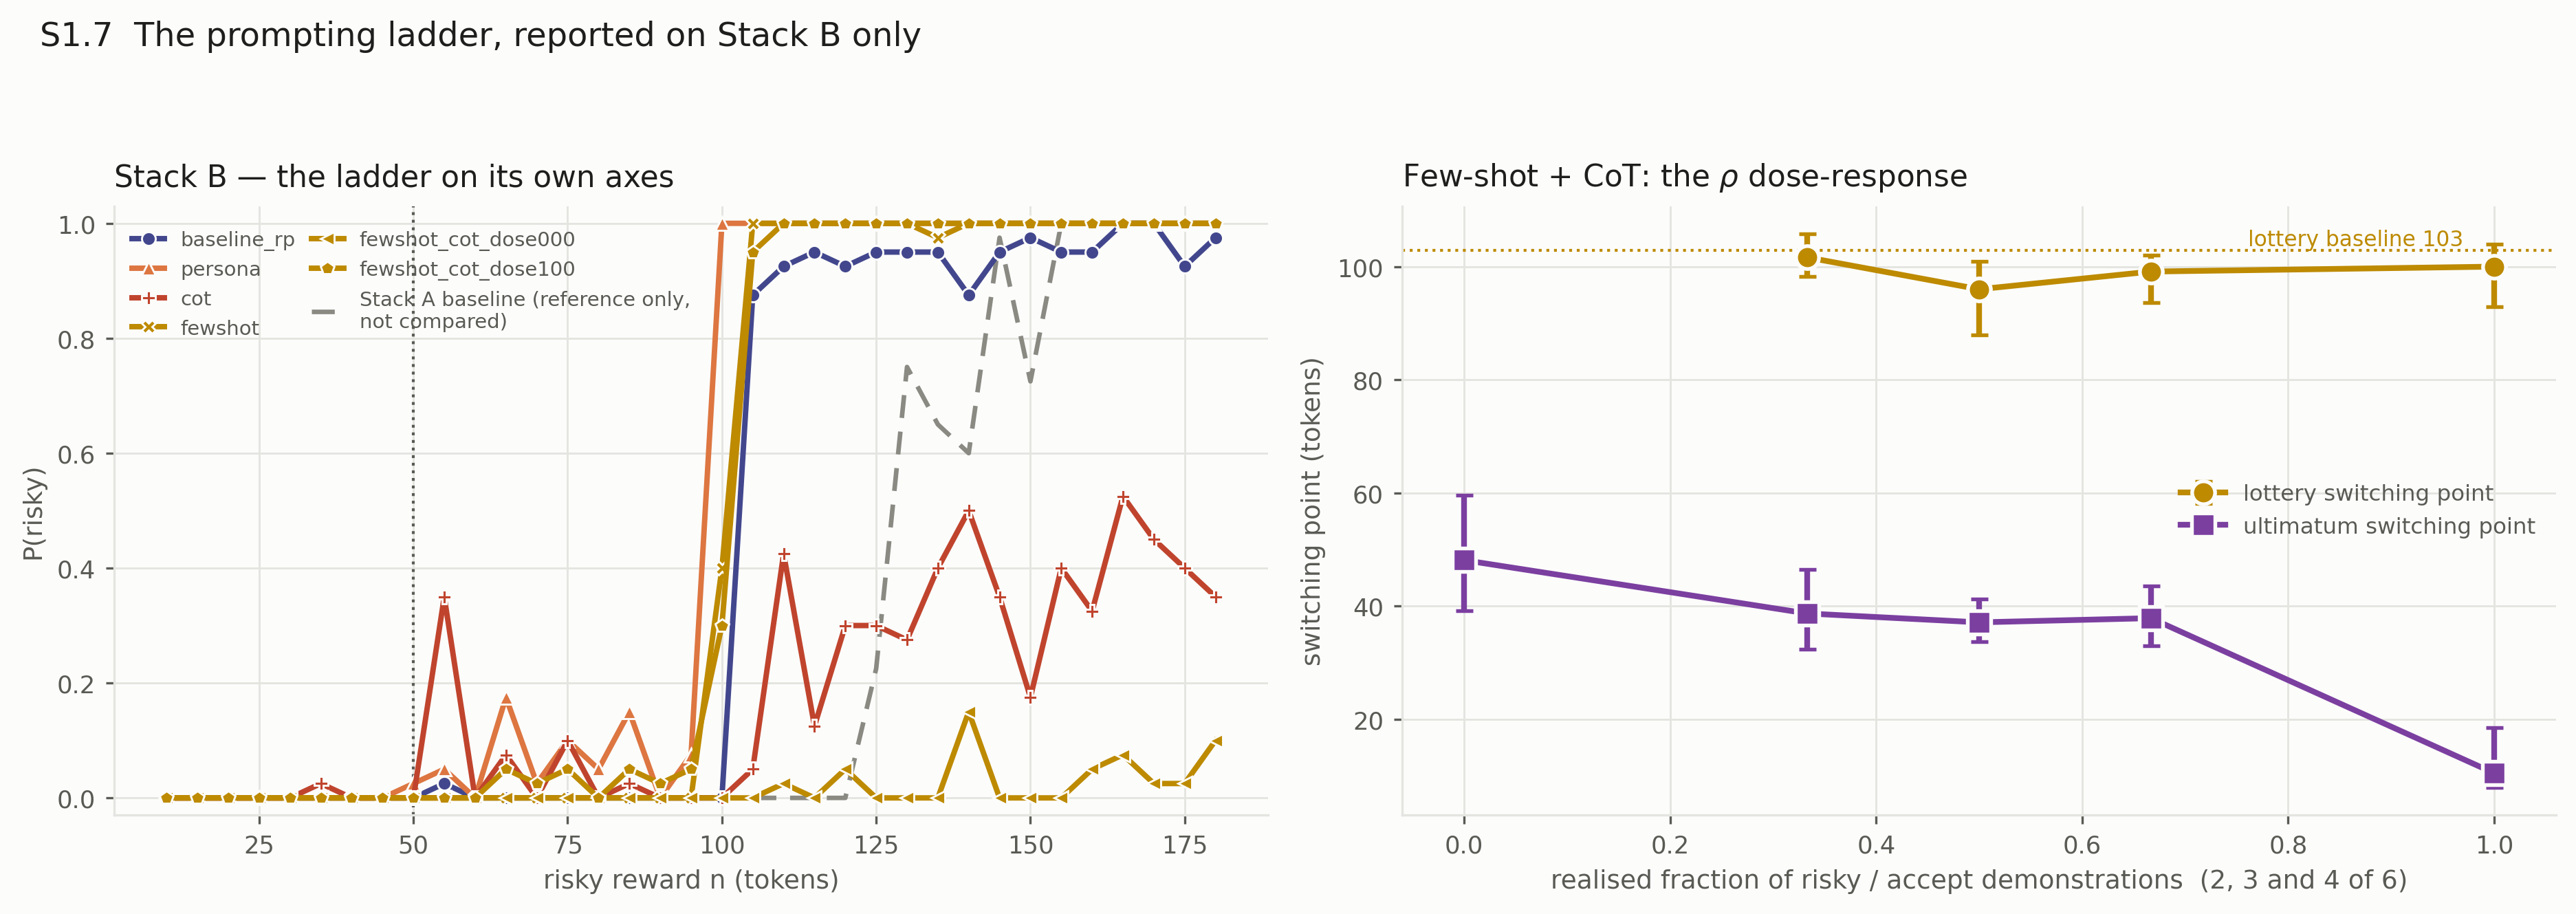 S1.7  The prompting ladder, reported on Stack B only
Stack B — the ladder on its own axes
P(risky)
1.0
0.8
0.6
0.4
0.2
0.0
baseline_rp
persona
cot
fewshot
fewshot_cot_dose000
fewshot_cot_dose100
Stack A baseline (reference only,
not compared)
25
50
75
100
125
150
175
risky reward n (tokens)
Few-shot + CoT: the ρ dose-response
switching point (tokens)
100
80
60
40
20
lottery baseline 103
lottery switching point
ultimatum switching point
0.0
0.2
0.4
0.6
0.8
1.0
realised fraction of risky / accept demonstrations  (2, 3 and 4 of 6)